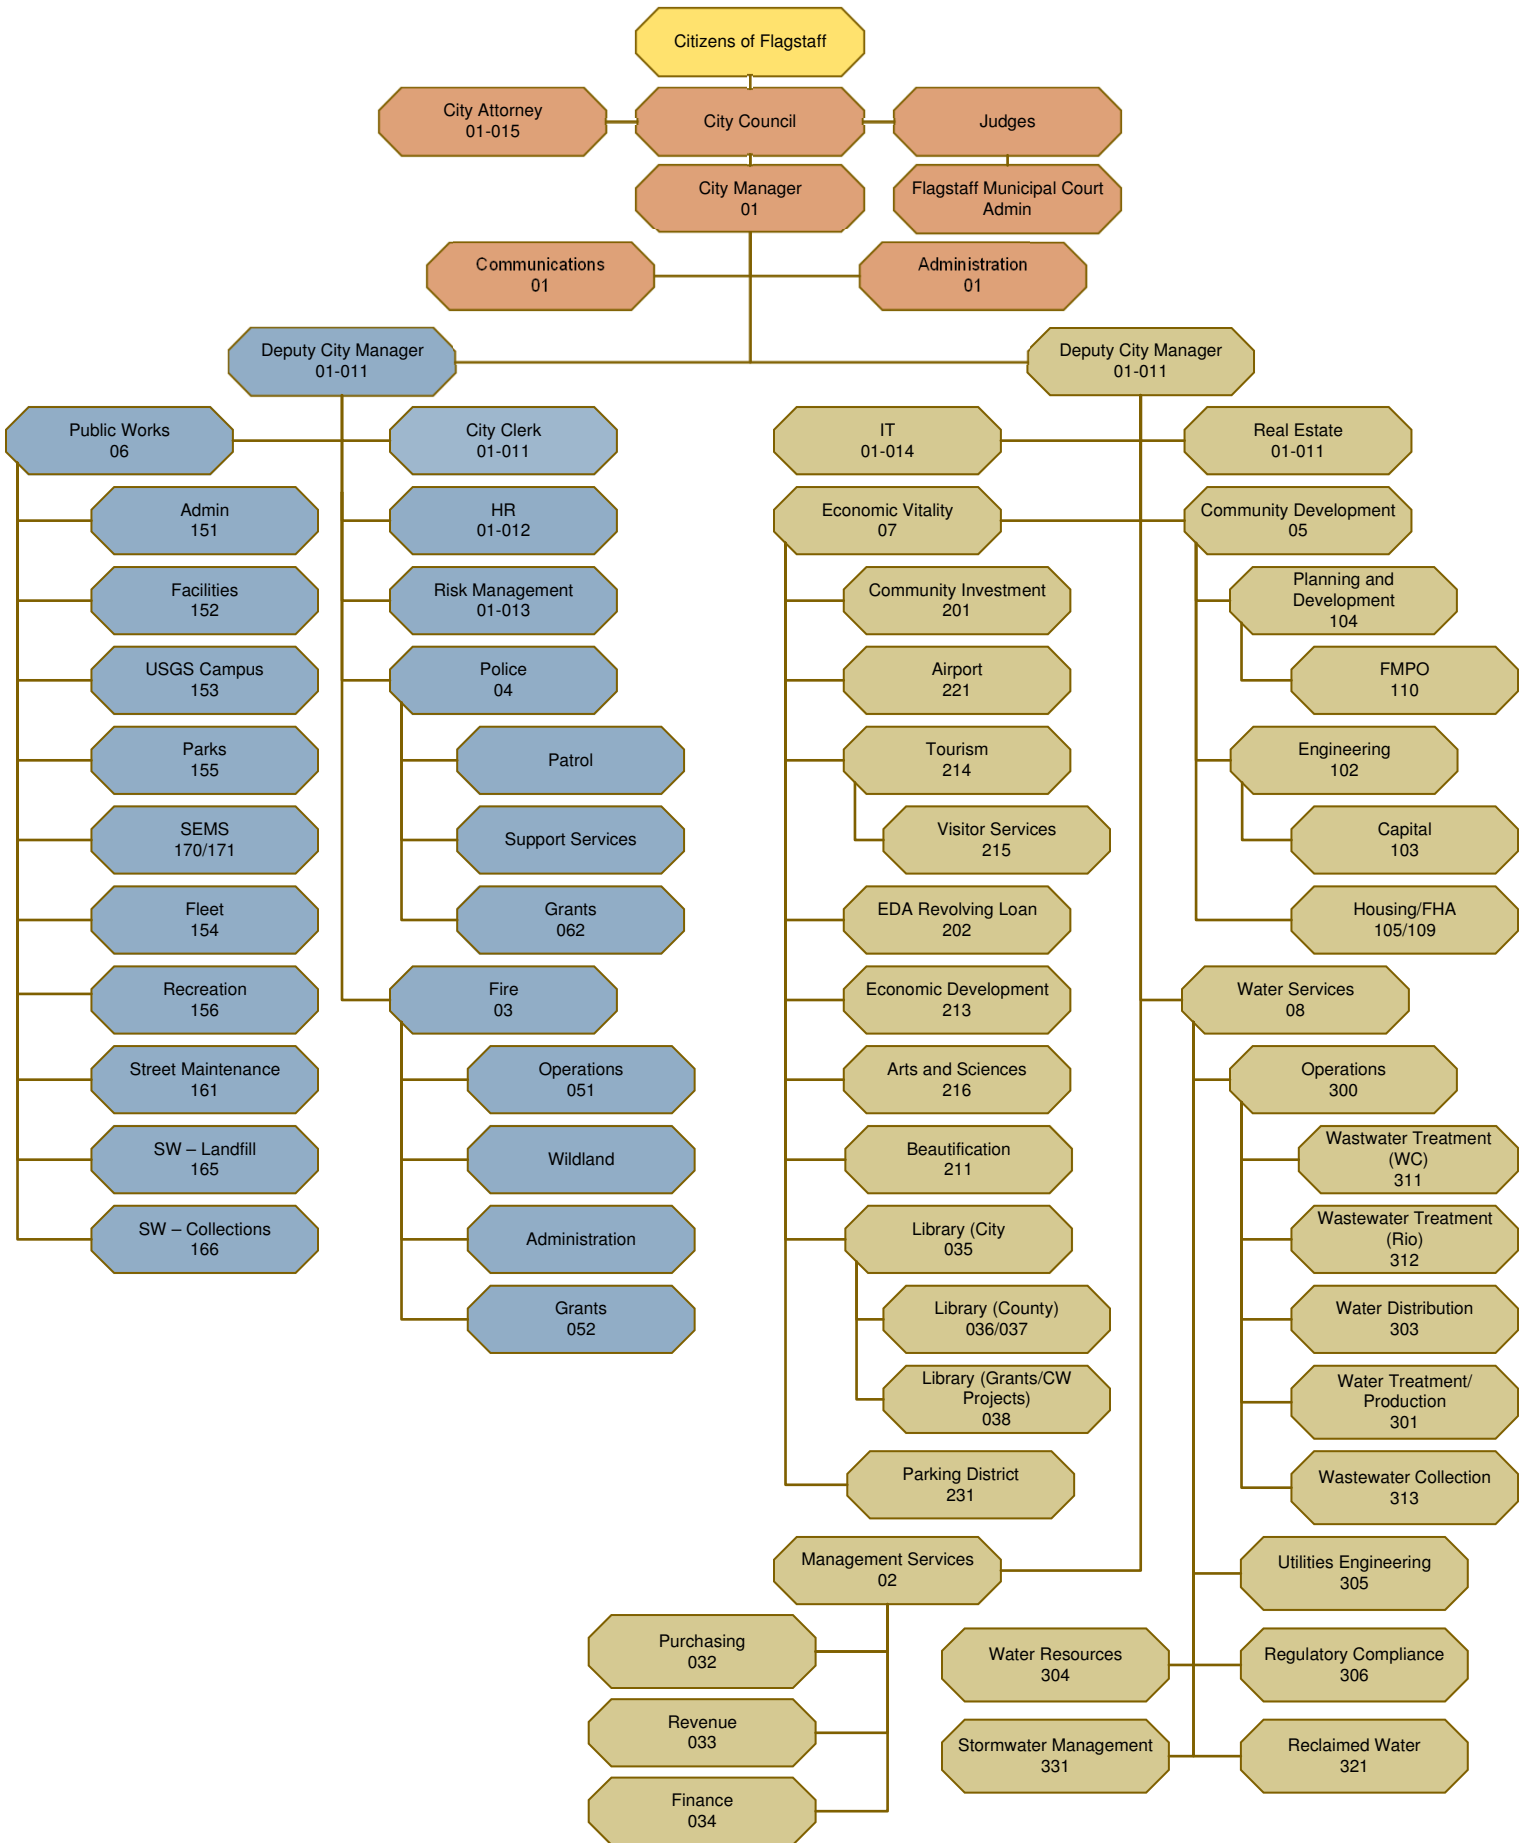 Citizens of Flagstaff
City Attorney
01-015
City Council
Judges
City Manager
01
Flagstaff Municipal Court
Admin
Communications
01
Administration
01
Deputy City Manager
01-011
Deputy City Manager
01-011
Public Works
06
City Clerk
01-011
Admin
151
HR
01-012
Facilities
152
Risk Management
01-013
USGS Campus
153
Police
04
Parks
155
Patrol
SEMS
170/171
Support Services
Fleet
154
Grants
062
Recreation
156
Fire
03
Street Maintenance
161
Operations
051
SW – Landfill
165
Wildland
SW – Collections
166
Administration
Grants
052
IT
01-014
Real Estate
01-011
Economic Vitality
07
Community Development
05
Community Investment
201
Planning and
Development
104
Airport
221
FMPO
110
Tourism
214
Engineering
102
Visitor Services
215
Capital
103
EDA Revolving Loan
202
Housing/FHA
105/109
Economic Development
213
Water Services
08
Arts and Sciences
216
Operations
300
Beautification
211
Wastwater Treatment
(WC)
311
Library (City
035
Wastewater Treatment
(Rio)
312
Library (County)
036/037
Water Distribution
303
Library (Grants/CW
Projects)
038
Water Treatment/
Production
301
Parking District
231
Wastewater Collection
313
Management Services
02
Utilities Engineering
305
Purchasing
032
Water Resources
304
Regulatory Compliance
306
Revenue
033
Stormwater Management
331
Reclaimed Water
321
Finance
034